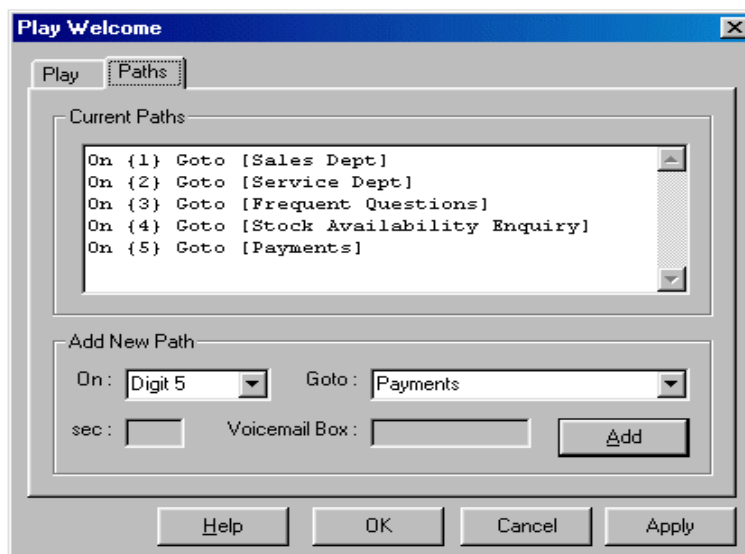 Play Welcome
Play Paths
Current Paths
On {1} Goto [Sales Dept]
On {2} Goto [Service Dept]
On {3} Goto [Frequent Questions]
On {4} Goto [Stock Availability Enquiry]
On {5} Goto [Payments]
Add New Path
On : Digit 5 Goto : Payments
sec : Voicemail Box : Add
Help OK Cancel Apply